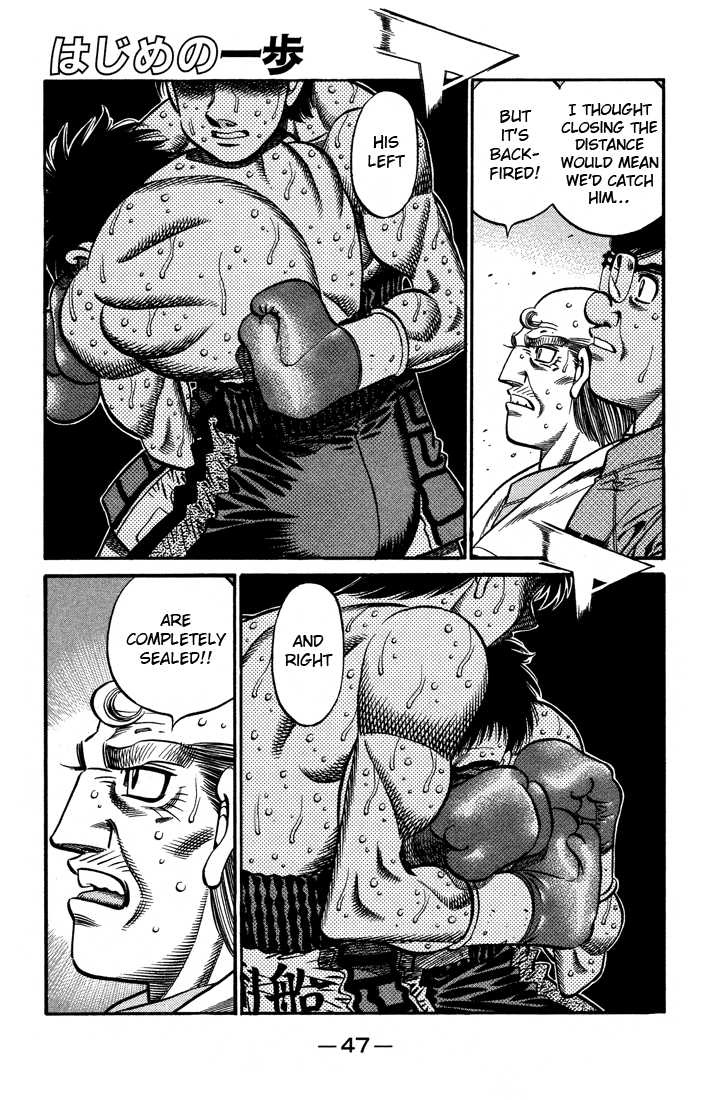 はじめの一歩
I THOUGHT
CLOSING THE
DISTANCE
WOULD MEAN
WE'D CATCH
HIM...
BUT
IT'S
BACK-
FIRED!
HIS
LEFT
AND
RIGHT
ARE
COMPLETELY
SEALED!!
船
—47—